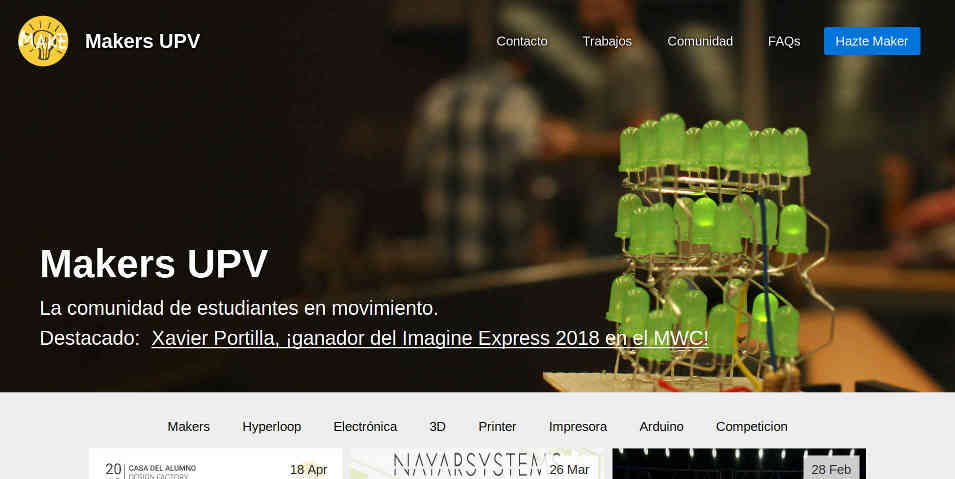 MAKE
Makers UPV
Contacto
Trabajos
Comunidad
FAQs
Hazte Maker
Makers UPV
La comunidad de estudiantes en movimiento.
Destacado: Xavier Portilla, ¡ganador del Imagine Express 2018 en el MWC!
Makers
Hyperloop
Electrónica
3D
Printer
Impresora
Arduino
Competicion
20
CASA DEL ALUMNO
DESIGN FACTORY
18 Apr
NAYARSYSTEMS
26 Mar
28 Feb